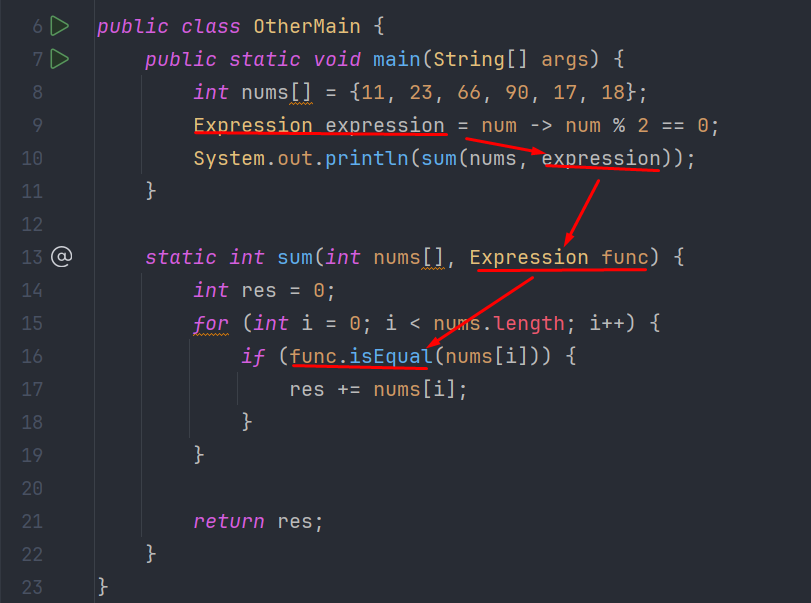 6 public class OtherMain {
7 public static void main(String[] args) {
8 int nums[] = {11, 23, 66, 90, 17, 18};
9 Expression expression = num -> num % 2 == 0;
10 System.out.println(sum(nums, expression));
11 }
12
13 @ static int sum(int nums[], Expression func) {
14 int res = 0;
15 for (int i = 0; i < nums.length; i++) {
16 if (func.isEqual(nums[i])) {
17 res += nums[i];
18 }
19 }
20
21 return res;
22 }
23 }